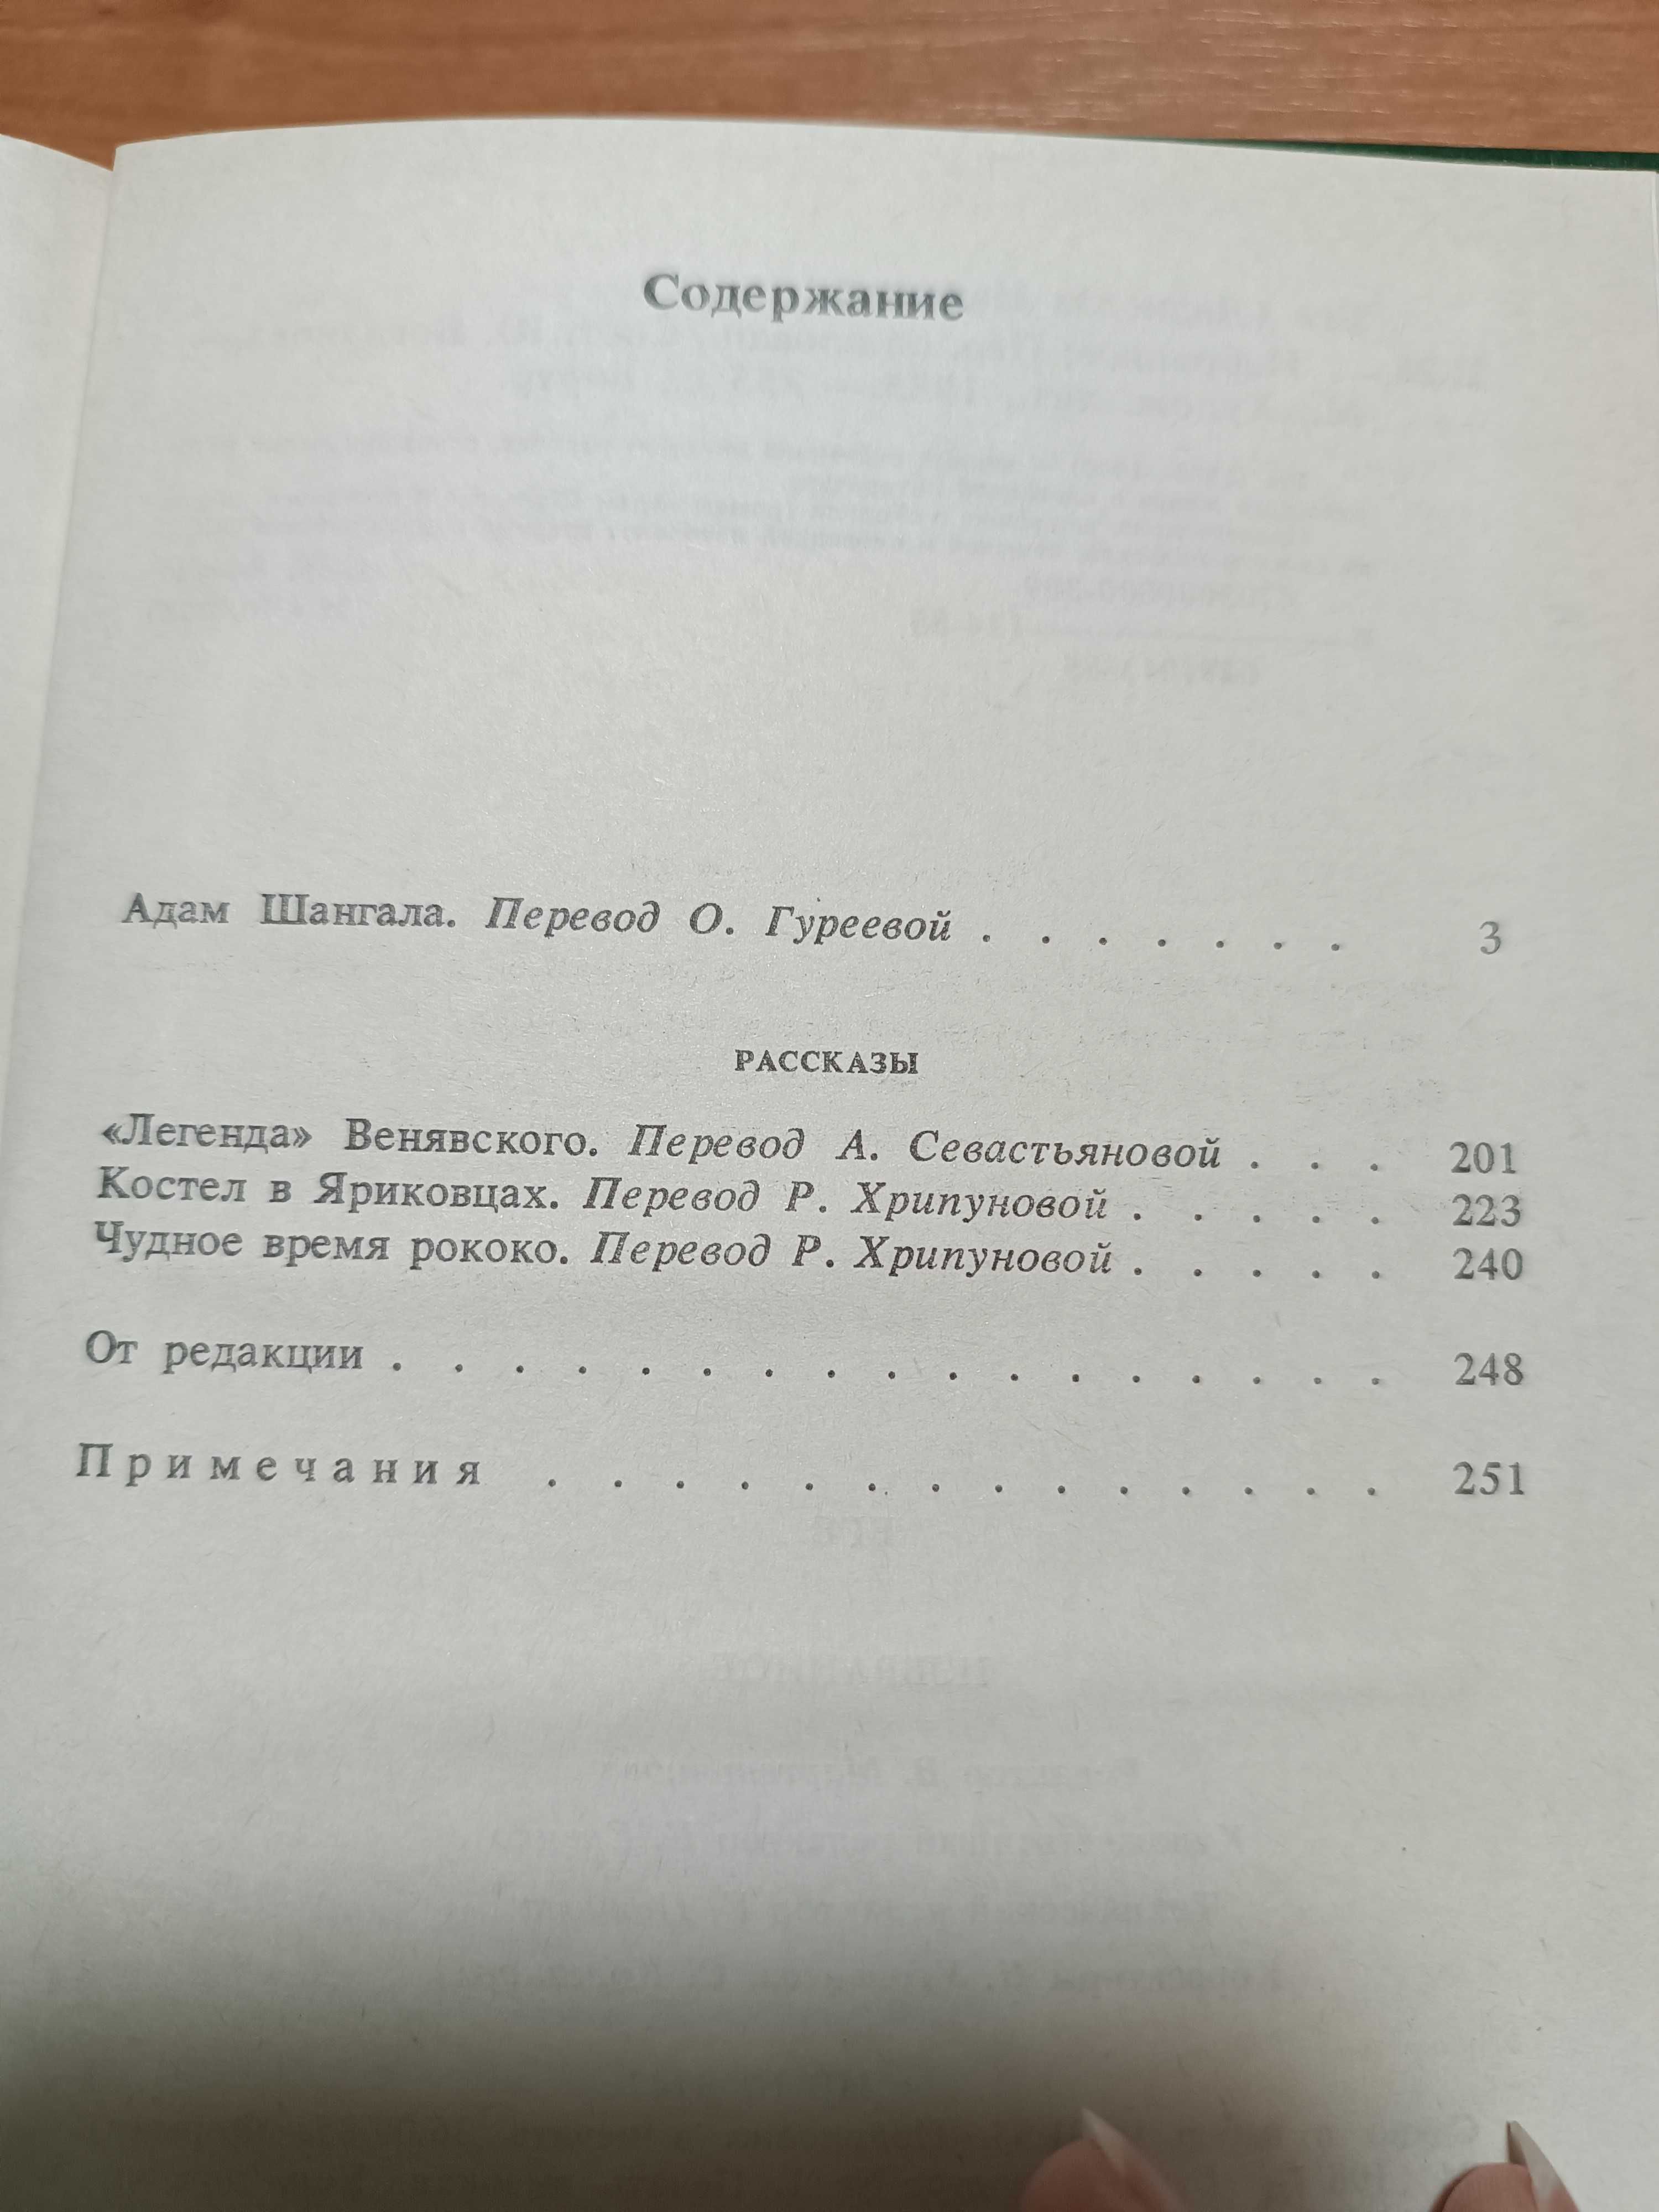 Содержание
Адам Шангала. Перевод О. Гуреевой . . . . . . . 3
РАССКАЗЫ
«Легенда» Венявского. Перевод А. Севастьяновой . . . 201
Костел в Яриковцах. Перевод Р. Хрипуновой . . . . . 223
Чудное время рококо. Перевод Р. Хрипуновой . . . . . 240
От редакции . . . . . . . . . . . . . . . . . 248
Примечания . . . . . . . . . . . . . . 251